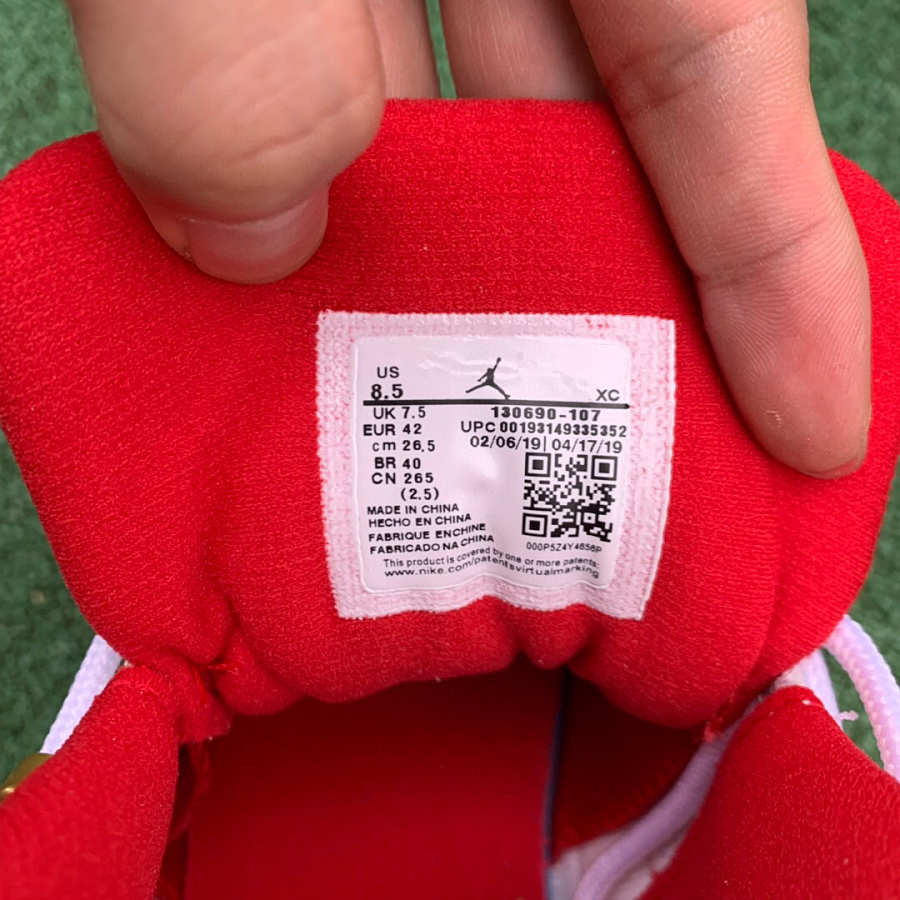 US
8.5 XC
UK 7.5 130690-107
EUR 42 UPC 00193149335352
cm 26.5 02/06/19| 04/17/19
BR 40
CN 265
(2.5)
MADE IN CHINA
HECHO EN CHINA
FABRIQUE ENCHINE
FABRICADO NA CHINA
000P5Z4Y4658P
This product is covered by one or more patents:
www.nike.com/patentsvirtualmarking